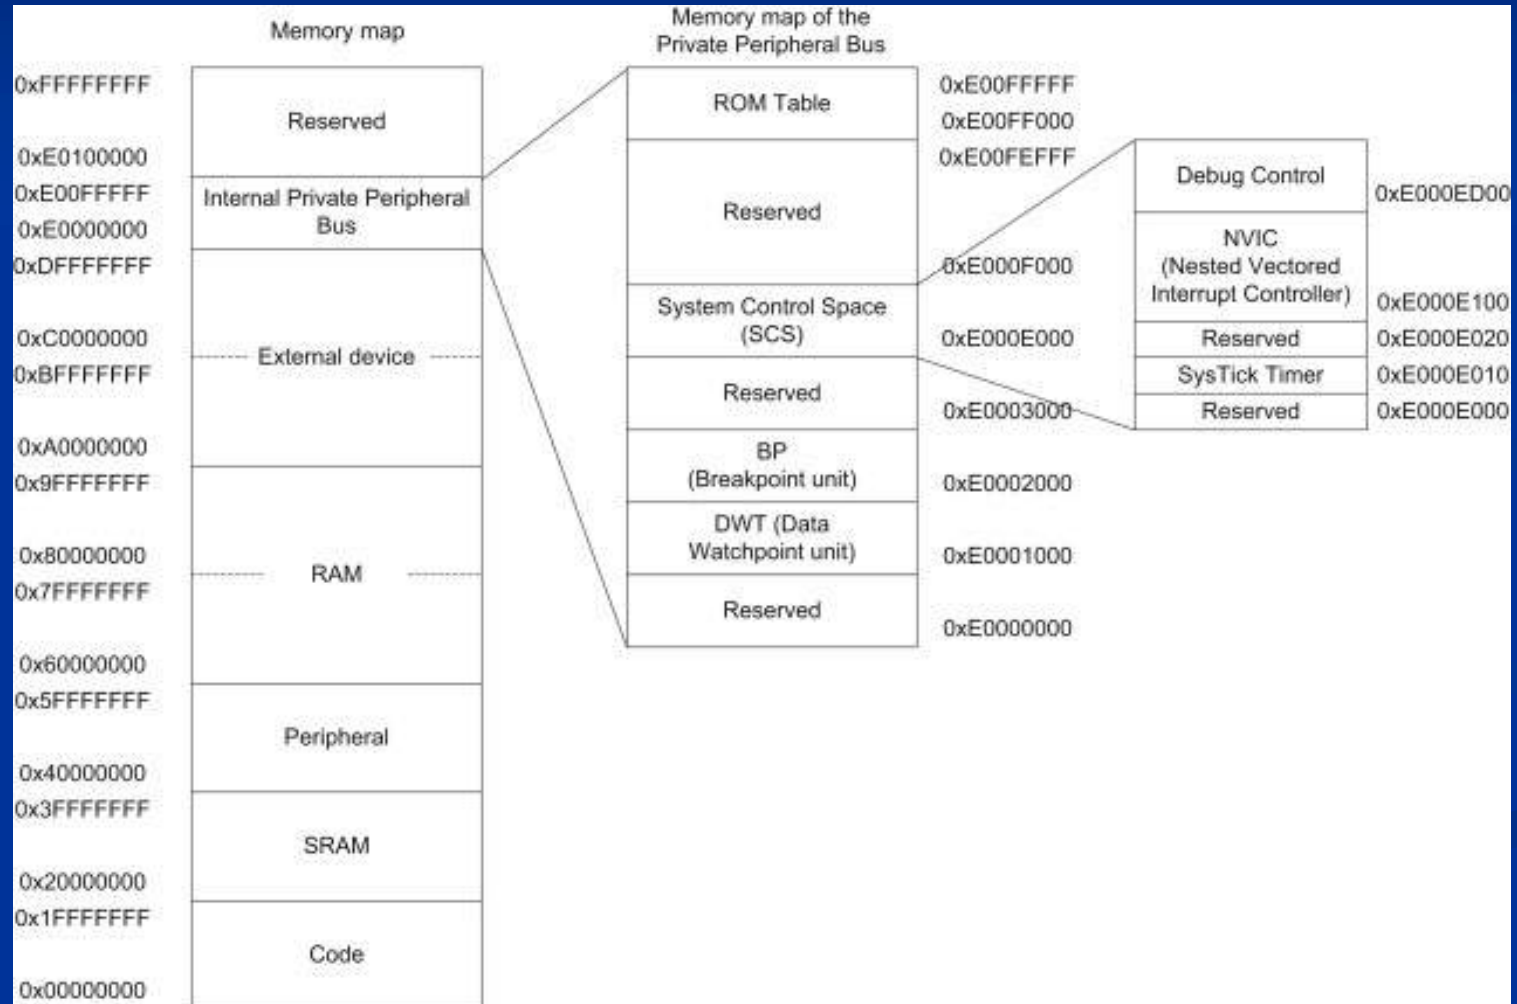 Memory map
0xFFFFFFFF
Reserved
0xE0100000
0xE00FFFFF
Internal Private Peripheral
Bus
0xE0000000
0xDFFFFFFF
0xC0000000
External device
0xBFFFFFFF
0xA0000000
0x9FFFFFFF
0x80000000
RAM
0x7FFFFFFF
0x60000000
0x5FFFFFFF
Peripheral
0x40000000
0x3FFFFFFF
SRAM
0x20000000
0x1FFFFFFF
Code
0x00000000
Memory map of the
Private Peripheral Bus
ROM Table
0xE00FFFFF
0xE00FF000
0xE00FEFFF
Reserved
0xE000F000
System Control Space
(SCS)
0xE000E000
Reserved
0xE0003000
BP
(Breakpoint unit)
0xE0002000
DWT (Data
Watchpoint unit)
0xE0001000
Reserved
0xE0000000
Debug Control
0xE000ED00
NVIC
(Nested Vectored
Interrupt Controller)
0xE000E100
Reserved
0xE000E020
SysTick Timer
0xE000E010
Reserved
0xE000E000